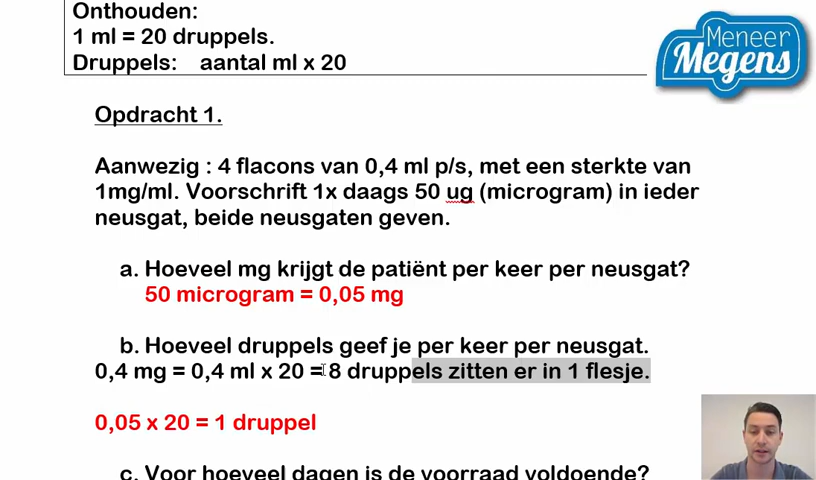 Onthouden:
1 ml = 20 druppels.
Druppels: aantal ml x 20
Meneer
Megens
Opdracht 1.
Aanwezig : 4 flacons van 0,4 ml p/s, met een sterkte van
1mg/ml. Voorschrift 1x daags 50 ug (microgram) in ieder
neusgat, beide neusgaten geven.
a. Hoeveel mg krijgt de patiënt per keer per neusgat?
50 microgram = 0,05 mg
b. Hoeveel druppels geef je per keer per neusgat.
0,4 mg = 0,4 ml x 20 = 8 druppels zitten er in 1 flesje.
0,05 x 20 = 1 druppel
c. Voor hoeveel dagen is de voorraad voldoende?